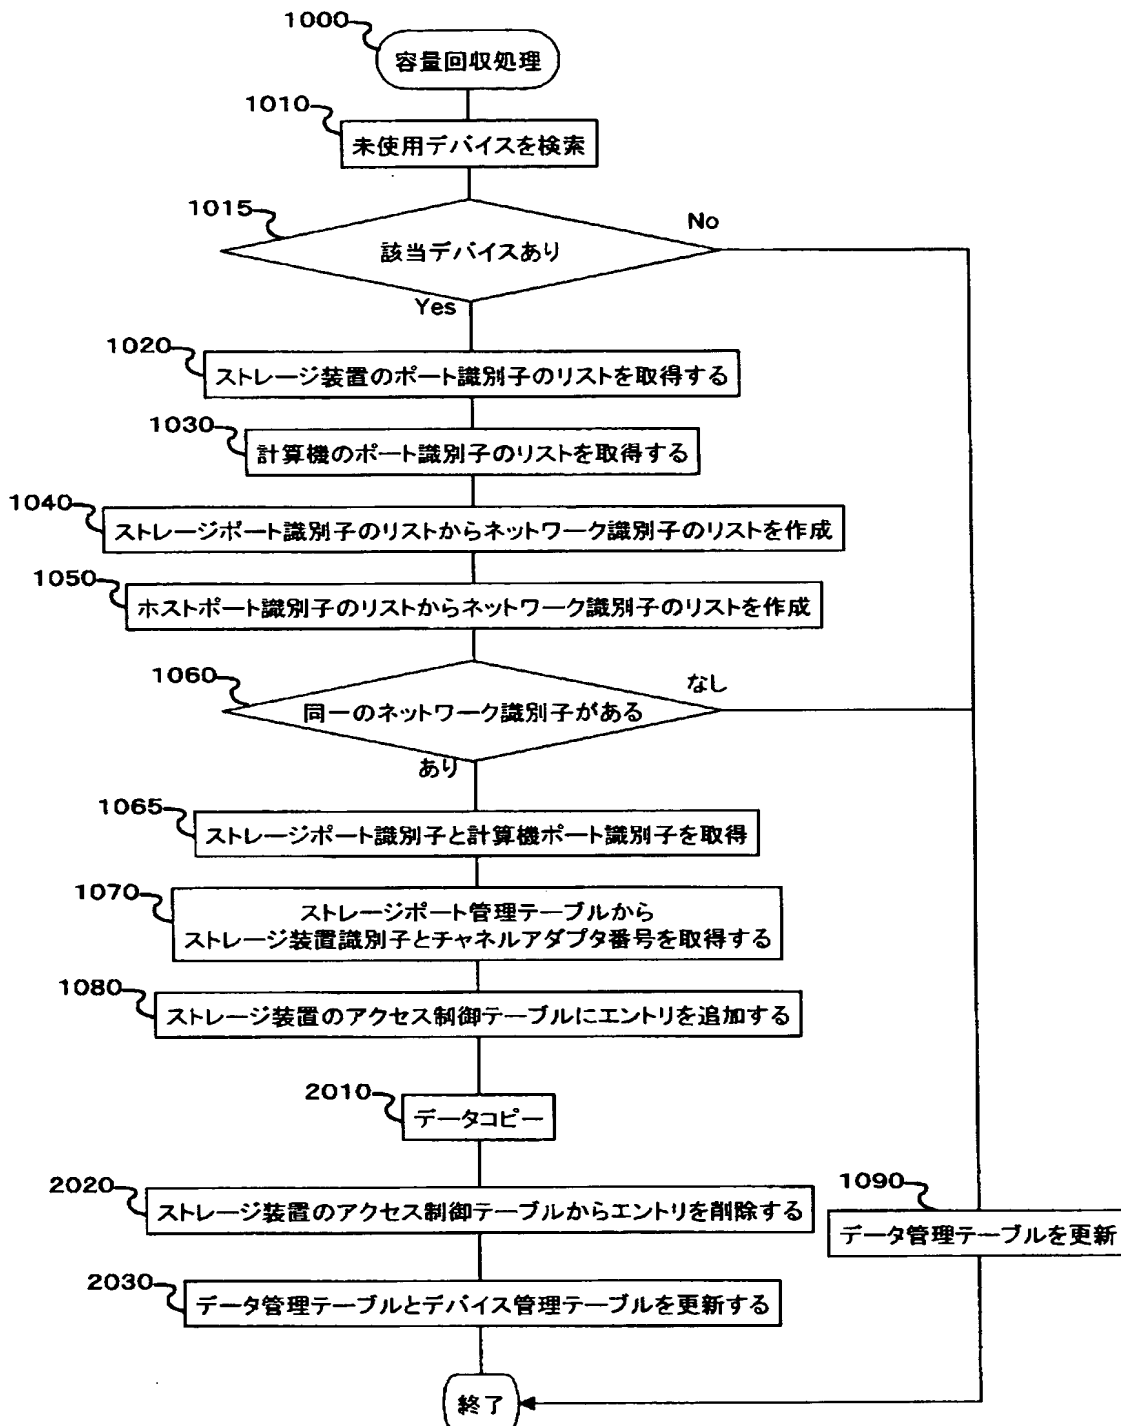 1000
容量回収処理
1010
未使用デバイスを検索
1015
該当デバイスあり
No
Yes
1020
ストレージ装置のポート識別子のリストを取得する
1030
計算機のポート識別子のリストを取得する
1040
ストレージポート識別子のリストからネットワーク識別子のリストを作成
1050
ホストポート識別子のリストからネットワーク識別子のリストを作成
1060
同一のネットワーク識別子がある
なし
あり
1065
ストレージポート識別子と計算機ポート識別子を取得
1070
ストレージポート管理テーブルから
ストレージ装置識別子とチャネルアダプタ番号を取得する
1080
ストレージ装置のアクセス制御テーブルにエントリを追加する
2010
データコピー
2020
ストレージ装置のアクセス制御テーブルからエントリを削除する
1090
データ管理テーブルを更新
2030
データ管理テーブルとデバイス管理テーブルを更新する
終了